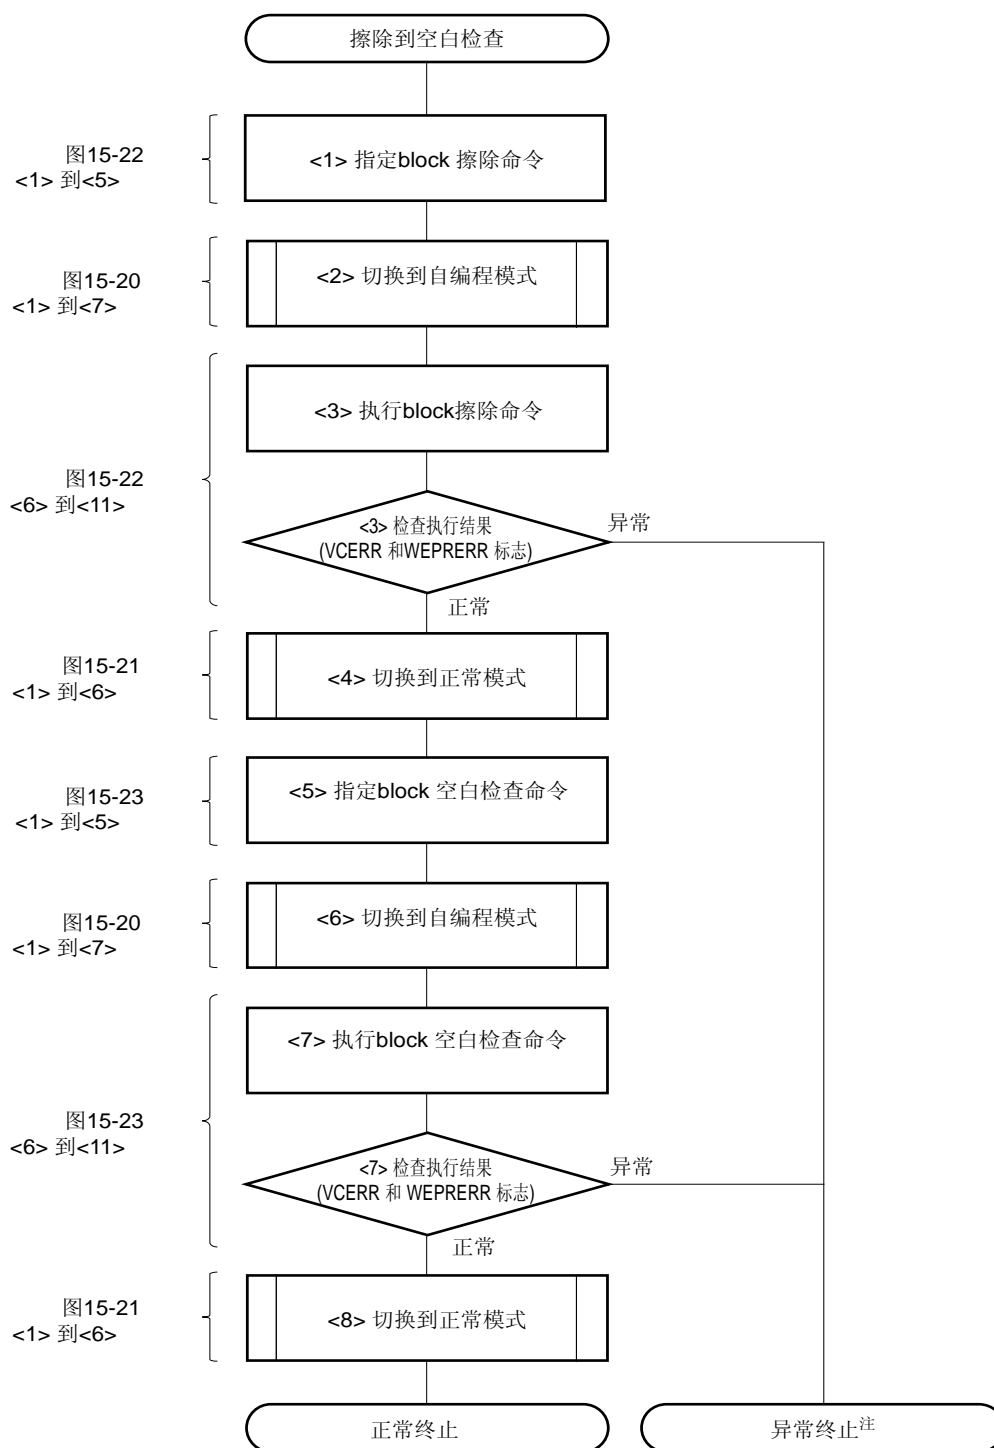 擦除到空白检查
图15-22
<1> 到<5>
<1> 指定block 擦除命令
图15-20
<1> 到<7>
<2> 切换到自编程模式
<3> 执行block擦除命令
图15-22
<6> 到<11>
<3> 检查执行结果
(VCERR 和WEPRERR 标志)
异常
正常
图15-21
<1> 到<6>
<4> 切换到正常模式
图15-23
<1> 到<5>
<5> 指定block 空白检查命令
图15-20
<1> 到<7>
<6> 切换到自编程模式
<7> 执行block 空白检查命令
图15-23
<6> 到<11>
<7> 检查执行结果
(VCERR 和 WEPRERR 标志)
异常
正常
图15-21
<1> 到<6>
<8> 切换到正常模式
正常终止
异常终止注